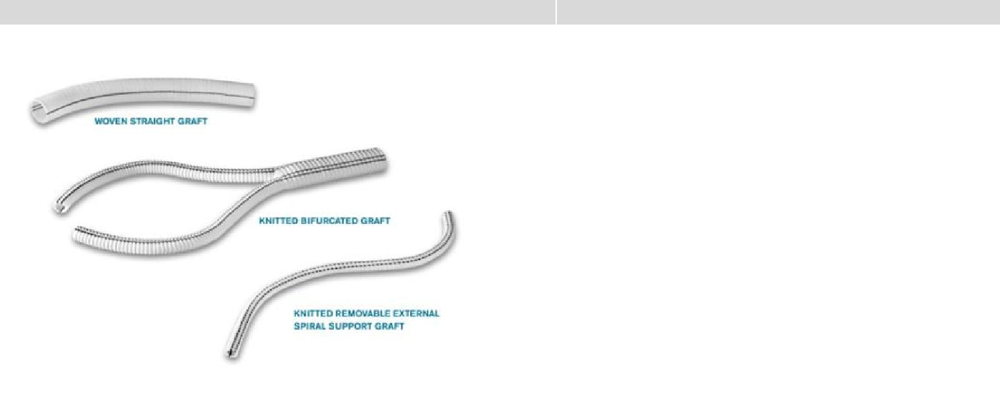 WOVEN STRAIGHT GRAFT
KNITTED BIFURCATED GRAFT
KNITTED REMOVABLE EXTERNAL
SPIRAL SUPPORT GRAFT